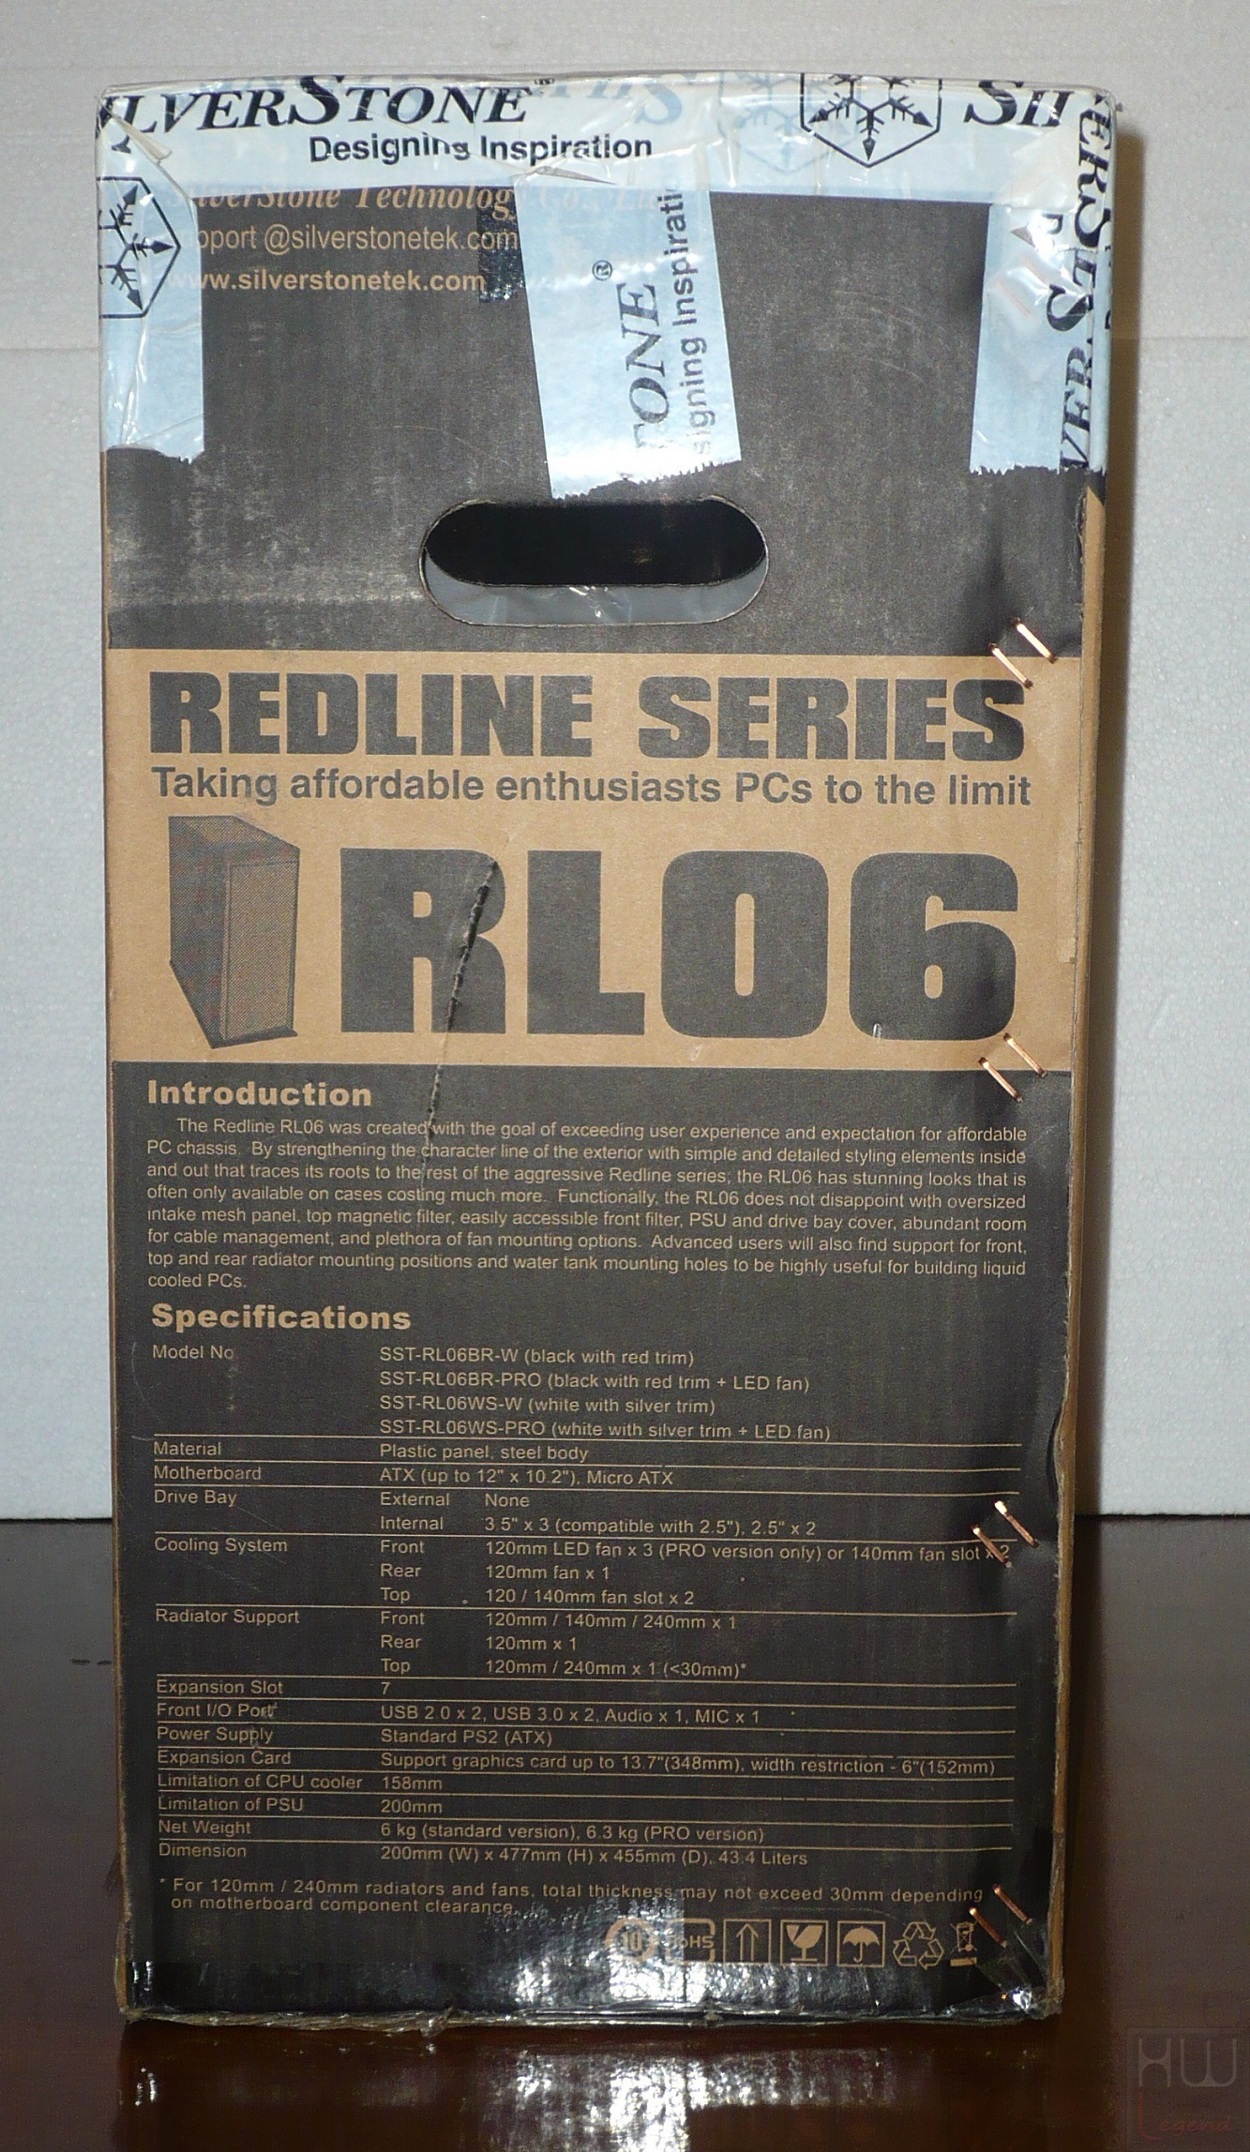 ILVERSTONE
Designing Inspiration
SilverStone Technology Co., Ltd
pport @silverstonetek.com
www.silverstonetek.com
TONE®
signing Inspirati
VERSTONE
REDLINE SERIES
Taking affordable enthusiasts PCs to the limit
RL06
Introduction
The Redline RL06 was created with the goal of exceeding user experience and expectation for affordable
PC chassis. By strengthening the character line of the exterior with simple and detailed styling elements inside
and out that traces its roots to the rest of the aggressive Redline series; the RL06 has stunning looks that is
often only available on cases costing much more. Functionally, the RL06 does not disappoint with oversized
intake mesh panel, top magnetic filter, easily accessible front filter, PSU and drive bay cover, abundant room
for cable management, and plethora of fan mounting options. Advanced users will also find support for front,
top and rear radiator mounting positions and water tank mounting holes to be highly useful for building liquid
cooled PCs.
Specifications
Model No SST-RL06BR-W (black with red trim)
SST-RL06BR-PRO (black with red trim + LED fan)
SST-RL06WS-W (white with silver trim)
SST-RL06WS-PRO (white with silver trim + LED fan)
Material Plastic panel, steel body
Motherboard ATX (up to 12" x 10.2"), Micro ATX
Drive Bay External None
Internal 3.5" x 3 (compatible with 2.5"), 2.5" x 2
Cooling System Front 120mm LED fan x 3 (PRO version only) or 140mm fan slot x 2
Rear 120mm fan x 1
Top 120 / 140mm fan slot x 2
Radiator Support Front 120mm / 140mm / 240mm x 1
Rear 120mm x 1
Top 120mm / 240mm x 1 (<30mm)*
Expansion Slot 7
Front I/O Port USB 2.0 x 2, USB 3.0 x 2, Audio x 1, MIC x 1
Power Supply Standard PS2 (ATX)
Expansion Card Support graphics card up to 13.7"(348mm), width restriction - 6"(152mm)
Limitation of CPU cooler 158mm
Limitation of PSU 200mm
Net Weight 6 kg (standard version), 6.3 kg (PRO version)
Dimension 200mm (W) x 477mm (H) x 455mm (D), 43.4 Liters
* For 120mm / 240mm radiators and fans, total thickness may not exceed 30mm depending
on motherboard component clearance.
10
HW
Legend